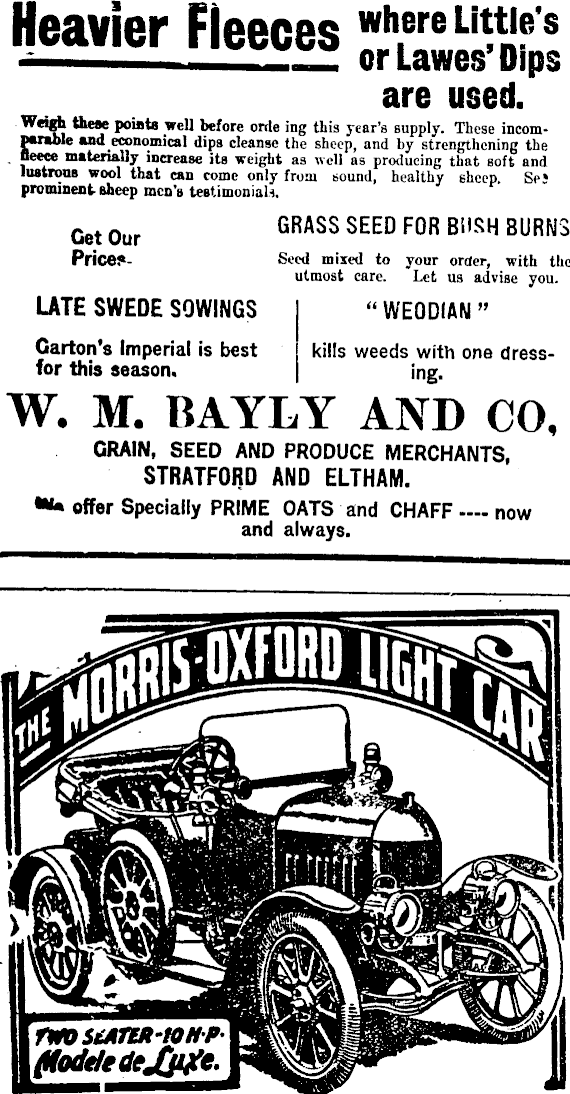 Heavier Fleeces where Little's
or Lawes' Dips
are used.
Weigh these points well before orde ing this year's supply. These incom-
parable and economical dips cleanse the sheep, and by strengthening the
fleece materially increase its weight as well as producing that soft and
lustrous wool that can come only from sound, healthy sheep. See
prominent sheep men's testimonials.
Get Our
Prices-
GRASS SEED FOR BUSH BURNS
Seed mixed to your order, with the
utmost care. Let us advise you.
LATE SWEDE SOWINGS
Garton's Imperial is best
for this season.
"WEODIAN"
kills weeds with one dress-
ing.
W. M. BAYLY AND CO,
GRAIN, SEED AND PRODUCE MERCHANTS,
STRATFORD AND ELTHAM.
We offer Specially PRIME OATS and CHAFF ---- now
and always.
THE MORRIS-OXFORD LIGHT CAR
TWO SEATER-10 H.P.
Modele de Luxe.